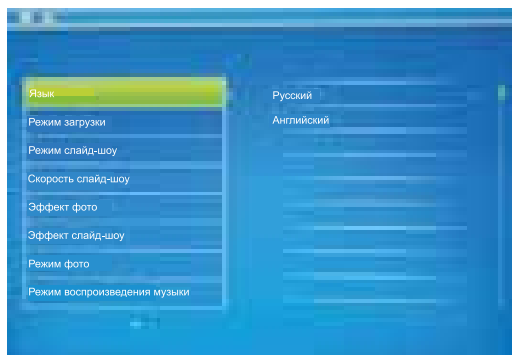 Язык
Режим загрузки
Режим слайд-шоу
Скорость слайд-шоу
Эффект фото
Эффект слайд-шоу
Режим фото
Режим воспроизведения музыки
Русский
Английский